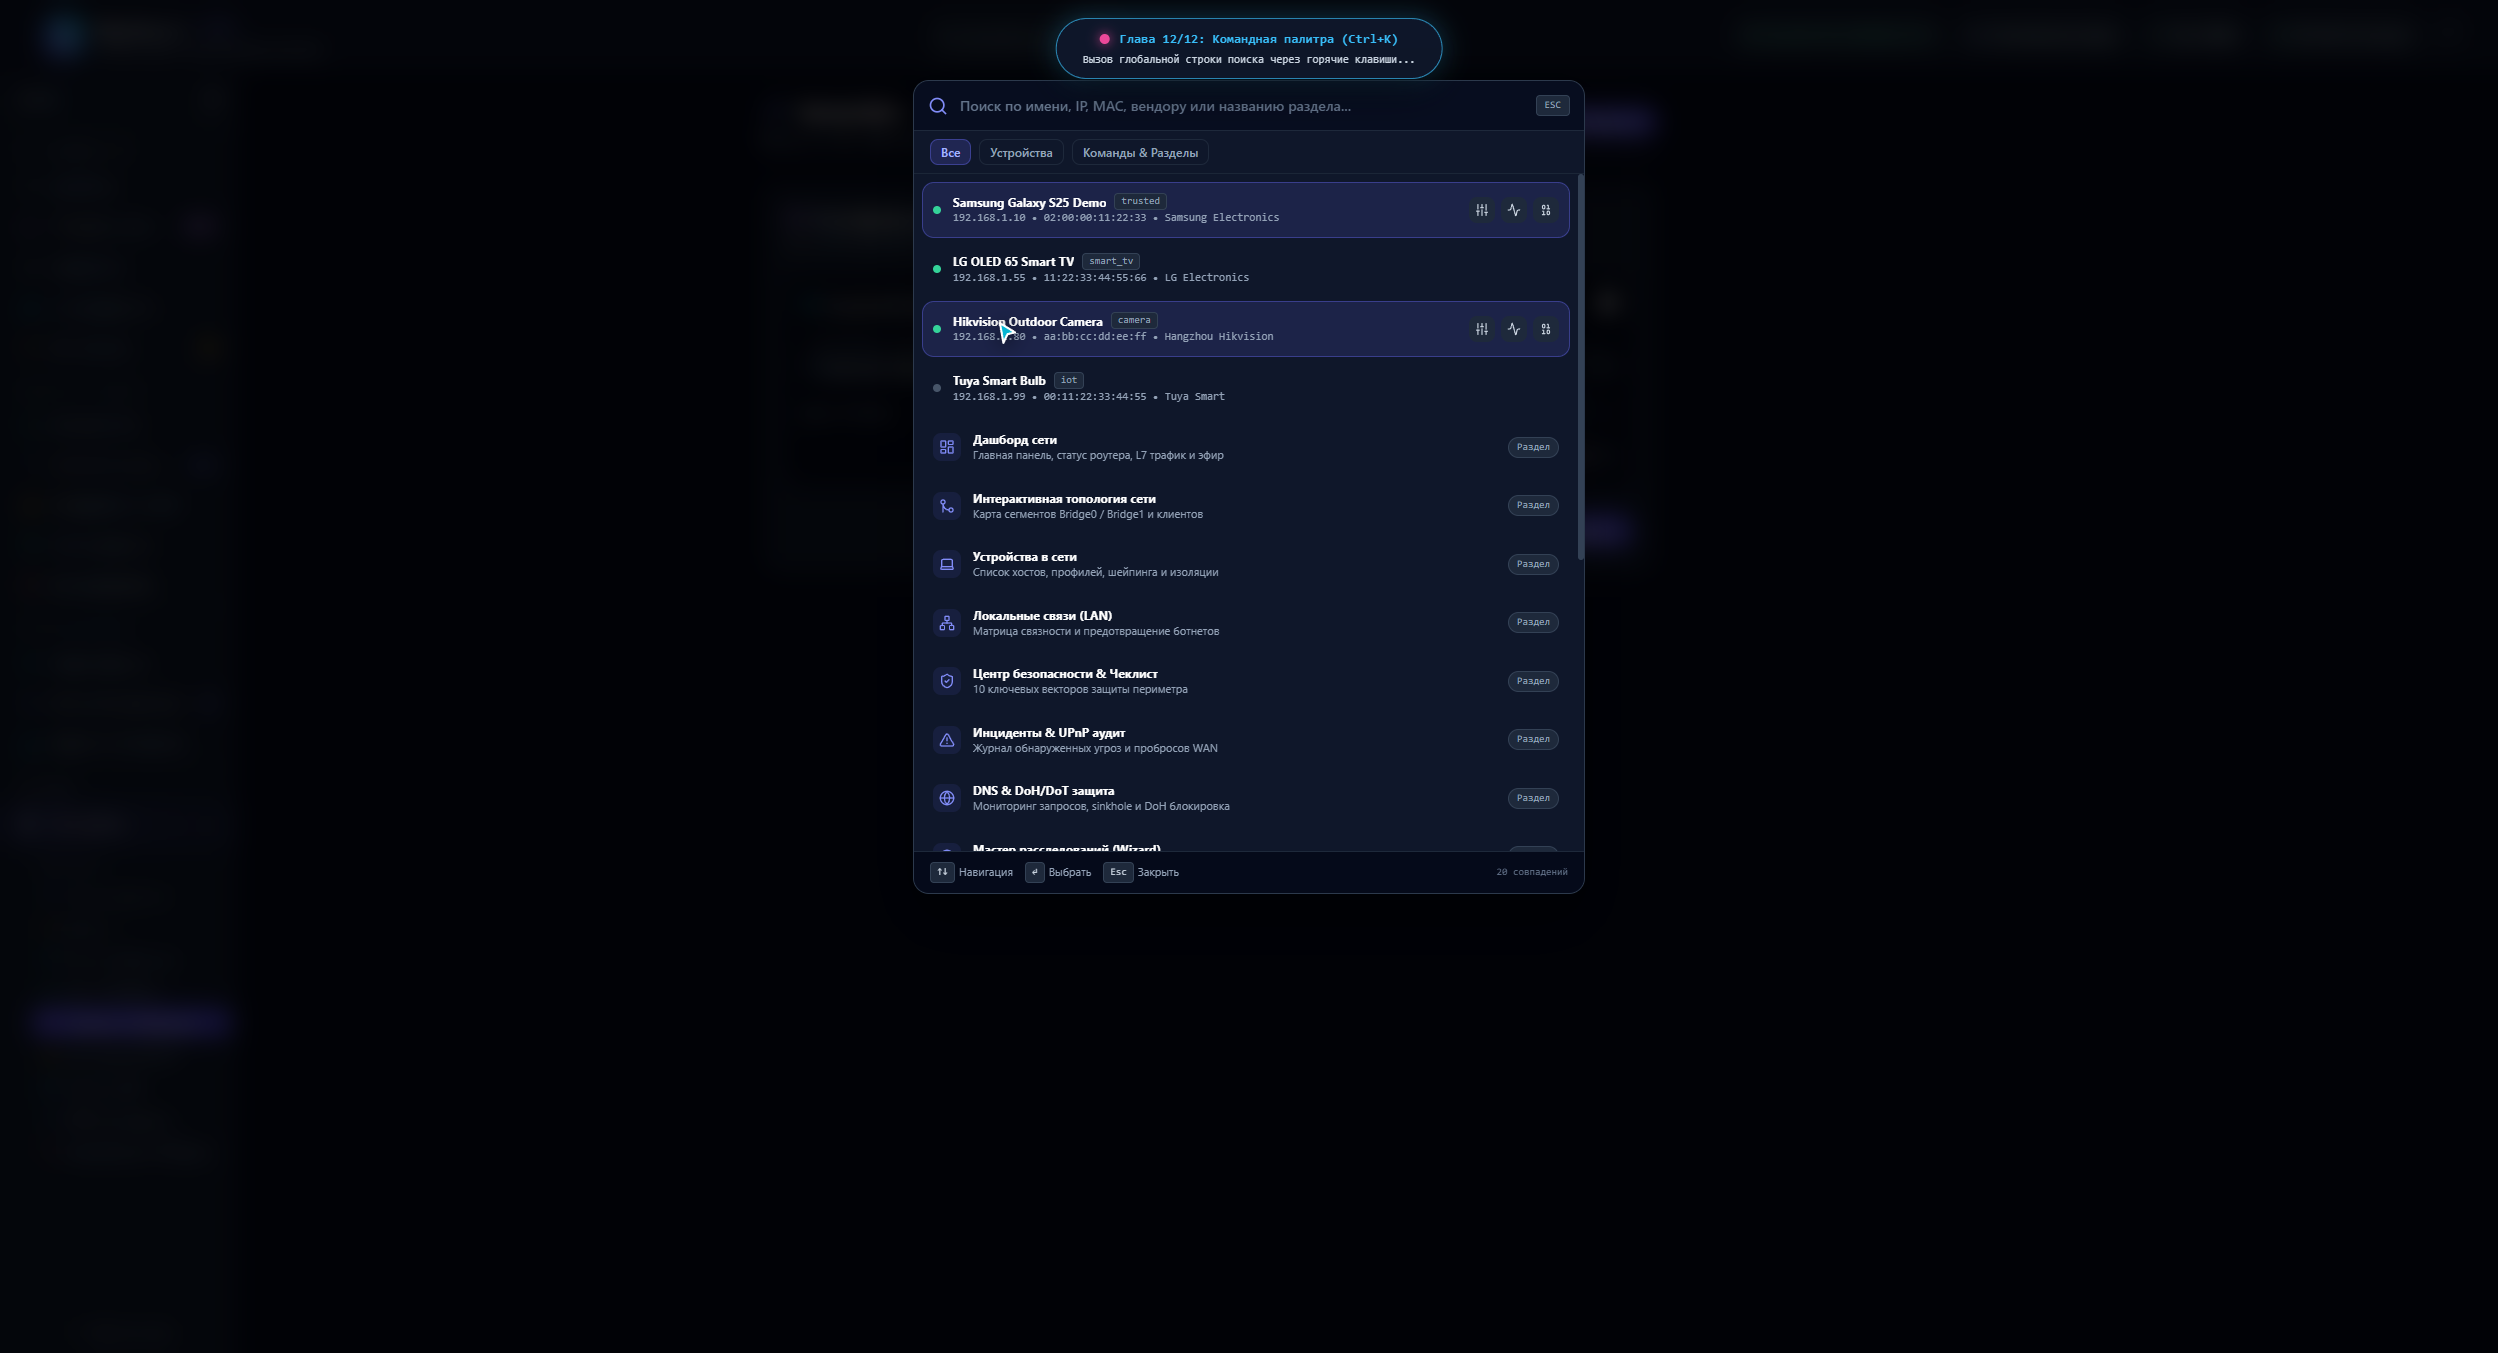 Глава 12/12: Командная палитра (Ctrl+K)
Вызов глобальной строки поиска через горячие клавиши...
Поиск по имени, IP, MAC, вендору или названию раздела...
ESC
Все
Устройства
Команды & Разделы
Samsung Galaxy S25 Demo trusted
192.168.1.10 • 02:00:00:11:22:33 • Samsung Electronics
LG OLED 65 Smart TV smart_tv
192.168.1.55 • 11:22:33:44:55:66 • LG Electronics
Hikvision Outdoor Camera camera
192.168.1.80 • aa:bb:cc:dd:ee:ff • Hangzhou Hikvision
Tuya Smart Bulb iot
192.168.1.99 • 00:11:22:33:44:55 • Tuya Smart
Дашборд сети
Главная панель, статус роутера, L7 трафик и эфир
Раздел
Интерактивная топология сети
Карта сегментов Bridge0 / Bridge1 и клиентов
Раздел
Устройства в сети
Список хостов, профилей, шейпинга и изоляции
Раздел
Локальные связи (LAN)
Матрица связности и предотвращение ботнетов
Раздел
Центр безопасности & Чеклист
10 ключевых векторов защиты периметра
Раздел
Инциденты & UPnP аудит
Журнал обнаруженных угроз и пробросов WAN
Раздел
DNS & DoH/DoT защита
Мониторинг запросов, sinkhole и DoH блокировка
Раздел
Мастер расследований (Wizard)
↑↓ Навигация ↵ Выбрать Esc Закрыть
20 совпадений